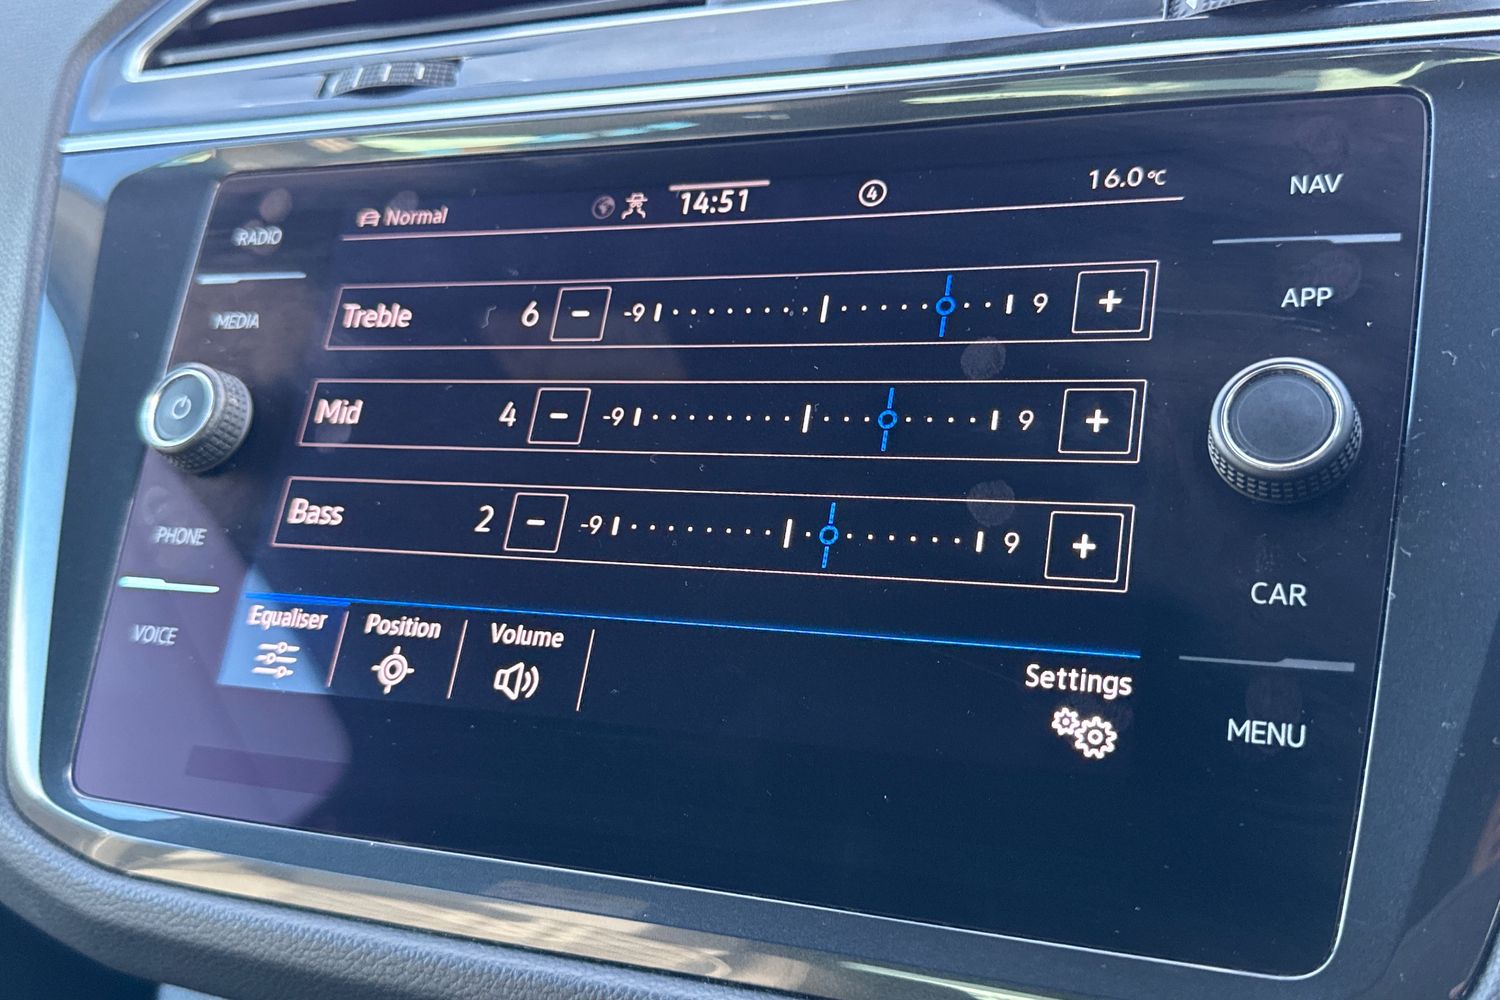 Normal 14:51 4 16.0°C
RADIO
MEDIA
PHONE
VOICE
Treble 6 - -9 9 +
Mid 4 - -9 9 +
Bass 2 - -9 9 +
Equaliser Position Volume
Settings
NAV
APP
CAR
MENU